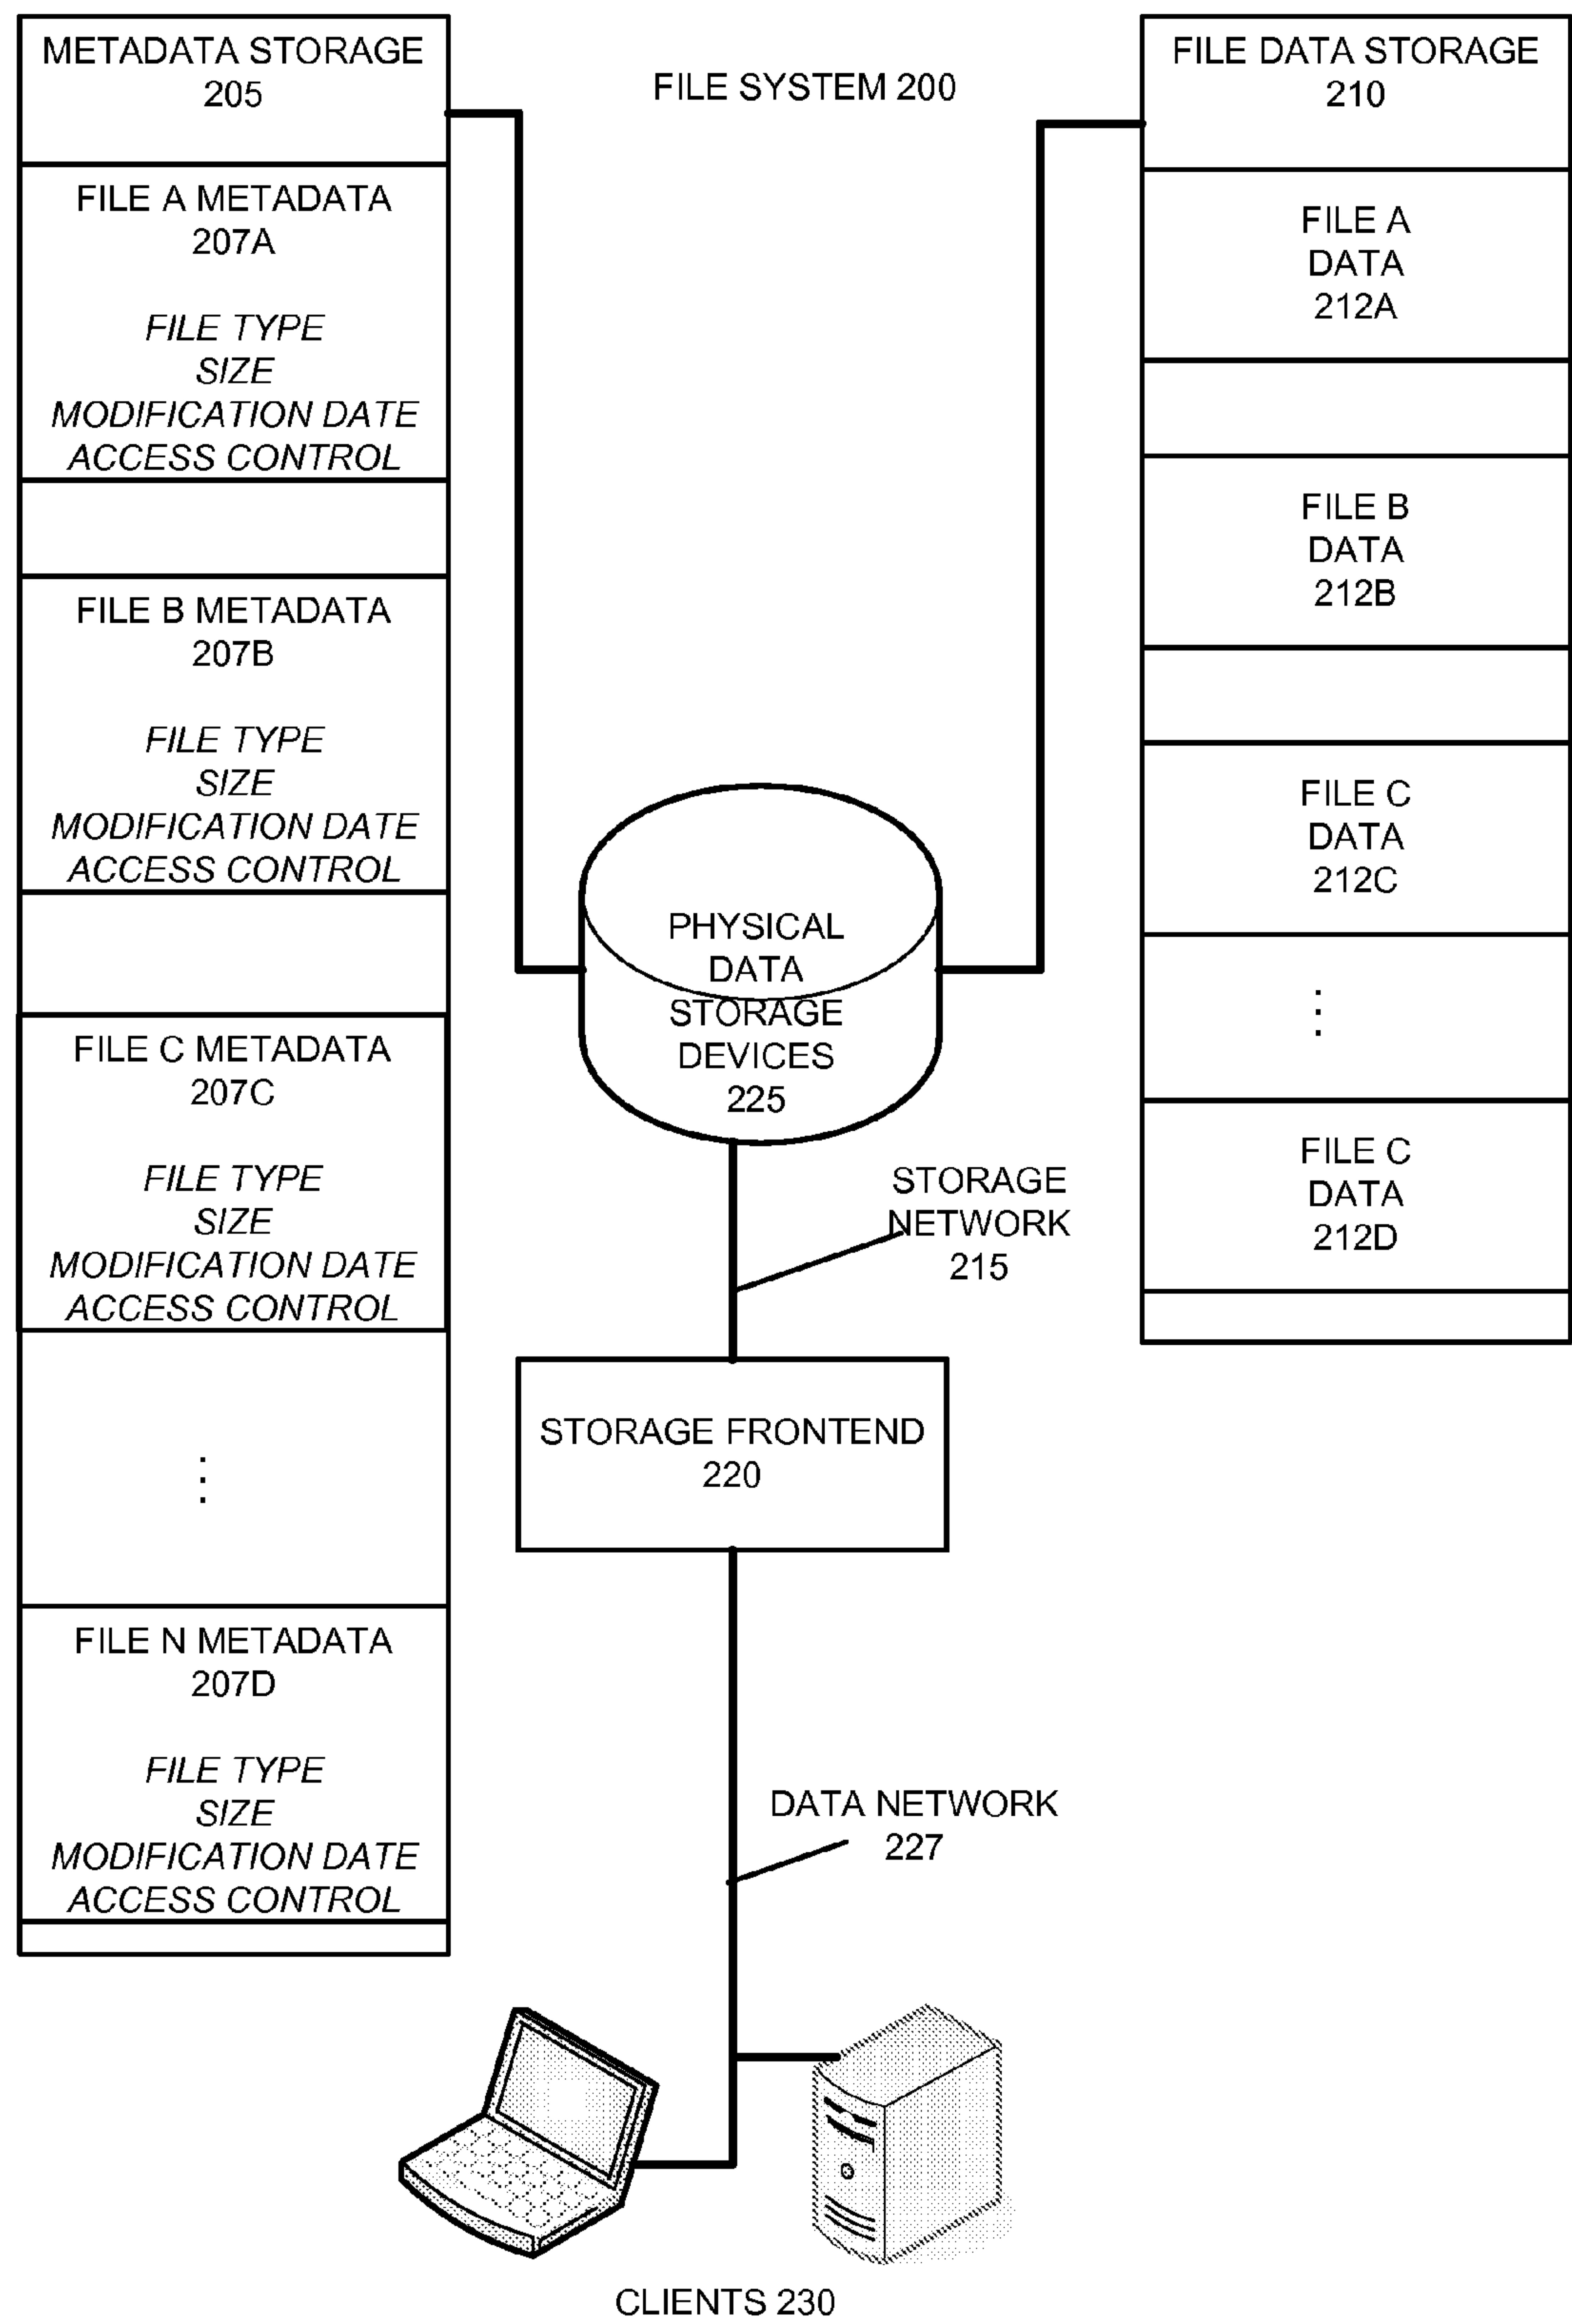 METADATA STORAGE
205
FILE A METADATA
207A
FILE TYPE
SIZE
MODIFICATION DATE
ACCESS CONTROL
FILE B METADATA
207B
FILE TYPE
SIZE
MODIFICATION DATE
ACCESS CONTROL
FILE C METADATA
207C
FILE TYPE
SIZE
MODIFICATION DATE
ACCESS CONTROL
⋮
FILE N METADATA
207D
FILE TYPE
SIZE
MODIFICATION DATE
ACCESS CONTROL
FILE SYSTEM 200
PHYSICAL
DATA
STORAGE
DEVICES
225
STORAGE
NETWORK
215
STORAGE FRONTEND
220
DATA NETWORK
227
CLIENTS 230
FILE DATA STORAGE
210
FILE A
DATA
212A
FILE B
DATA
212B
FILE C
DATA
212C
⋮
FILE C
DATA
212D